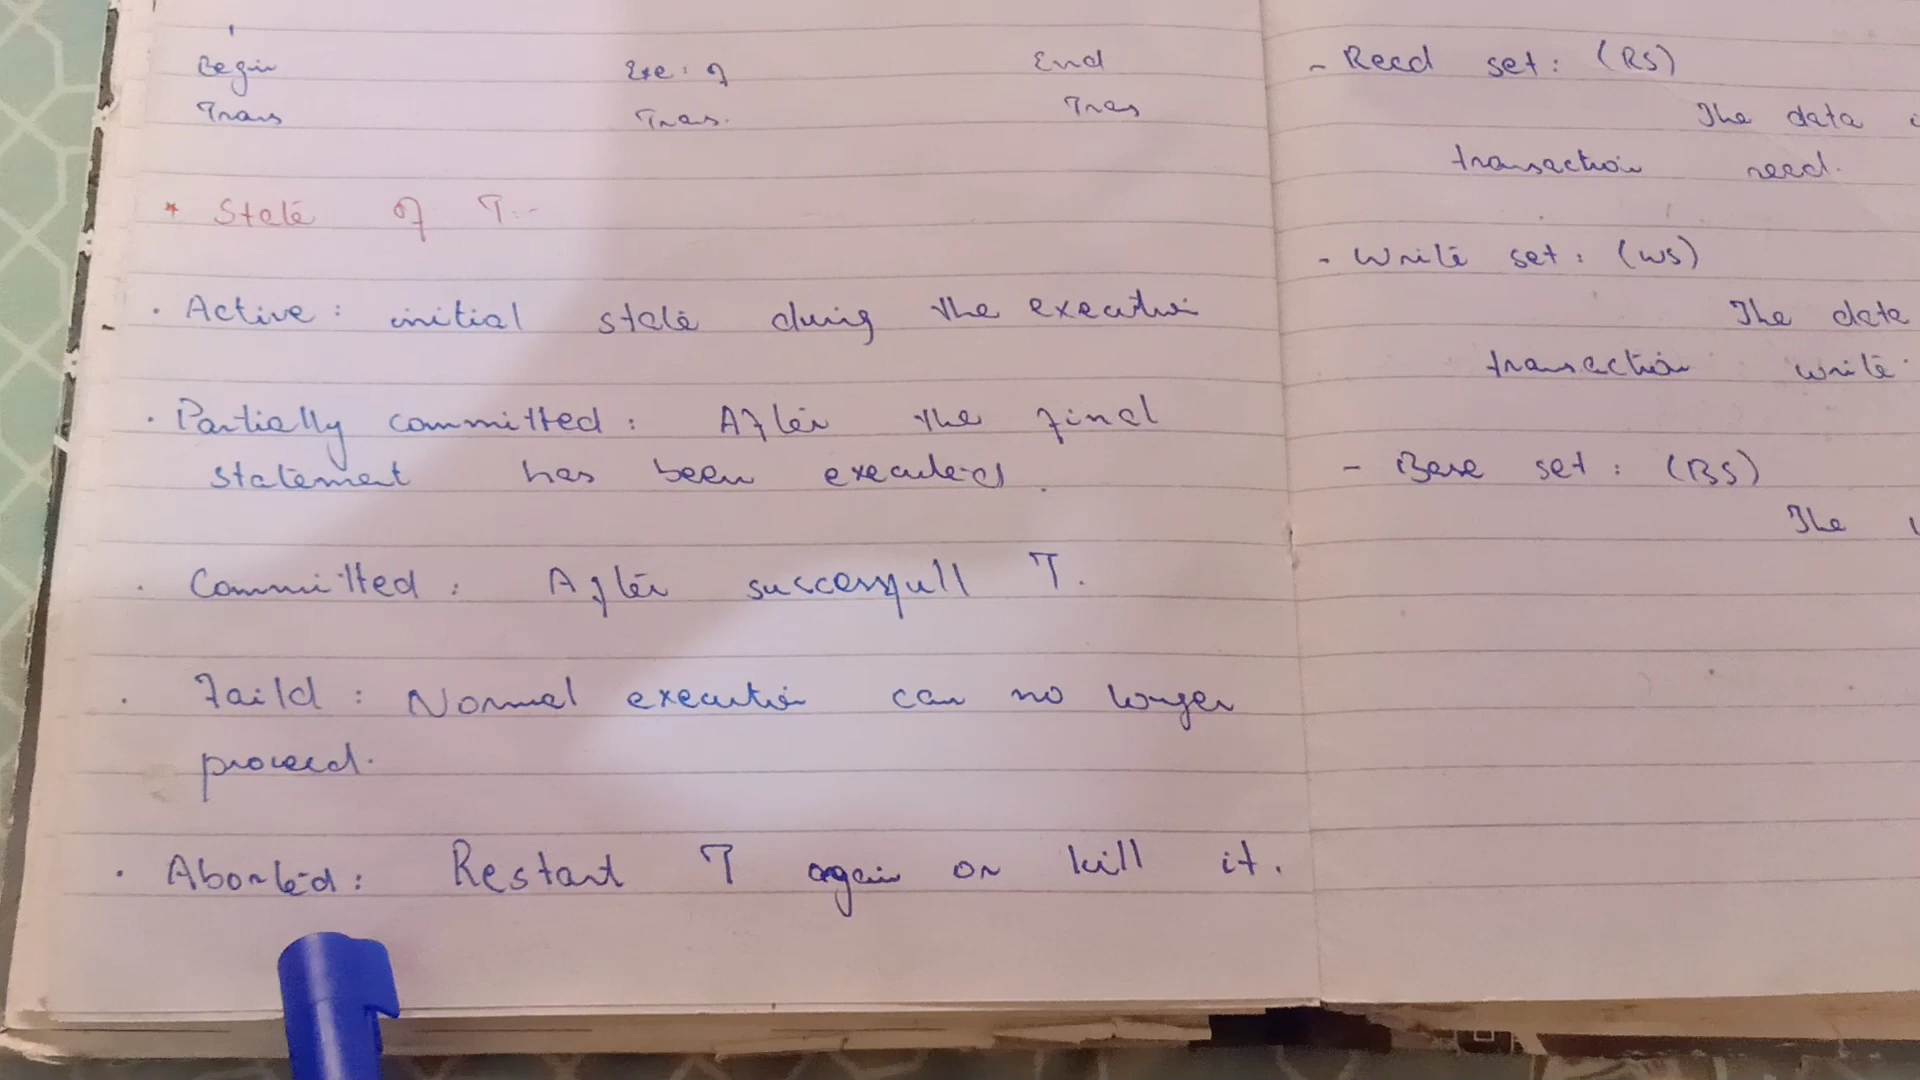 Begin Exe: of End
Trans Trans. Tras
* State of T:-
. Active : initial state during the execution
. Partially committed : After the final
statement has been executed.
. Committed : After successfull T.
. Faild : Normal execution can no longer
proceed.
. Aborted : Restart T again or kill it.
- Read set : (RS)
The data
transaction read.
- Write set : (WS)
The data
transaction write.
- Base set : (BS)
The